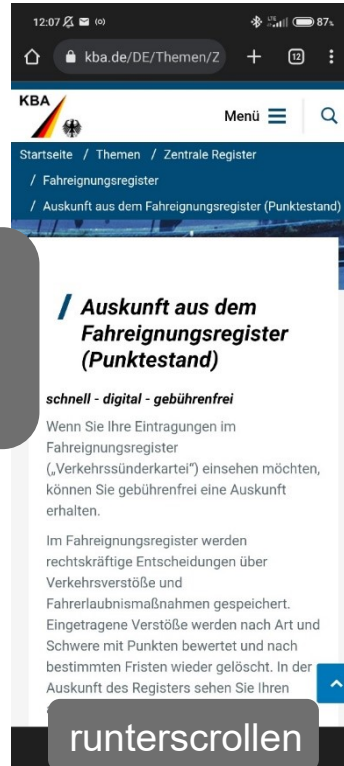 12:07
87%
kba.de/DE/Themen/Z
12
KBA
Menü
Startseite / Themen / Zentrale Register
/ Fahreignungsregister
/ Auskunft aus dem Fahreignungsregister (Punktestand)
Auskunft aus dem
Fahreignungsregister
(Punktestand)
schnell - digital - gebührenfrei
Wenn Sie Ihre Eintragungen im
Fahreignungsregister
(„Verkehrssünderkartei”) einsehen möchten,
können Sie gebührenfrei eine Auskunft
erhalten.
Im Fahreignungsregister werden
rechtskräftige Entscheidungen über
Verkehrsverstöße und
Fahrerlaubnismaßnahmen gespeichert.
Eingetragene Verstöße werden nach Art und
Schwere mit Punkten bewertet und nach
bestimmten Fristen wieder gelöscht. In der
Auskunft des Registers sehen Sie Ihren
runterscrollen